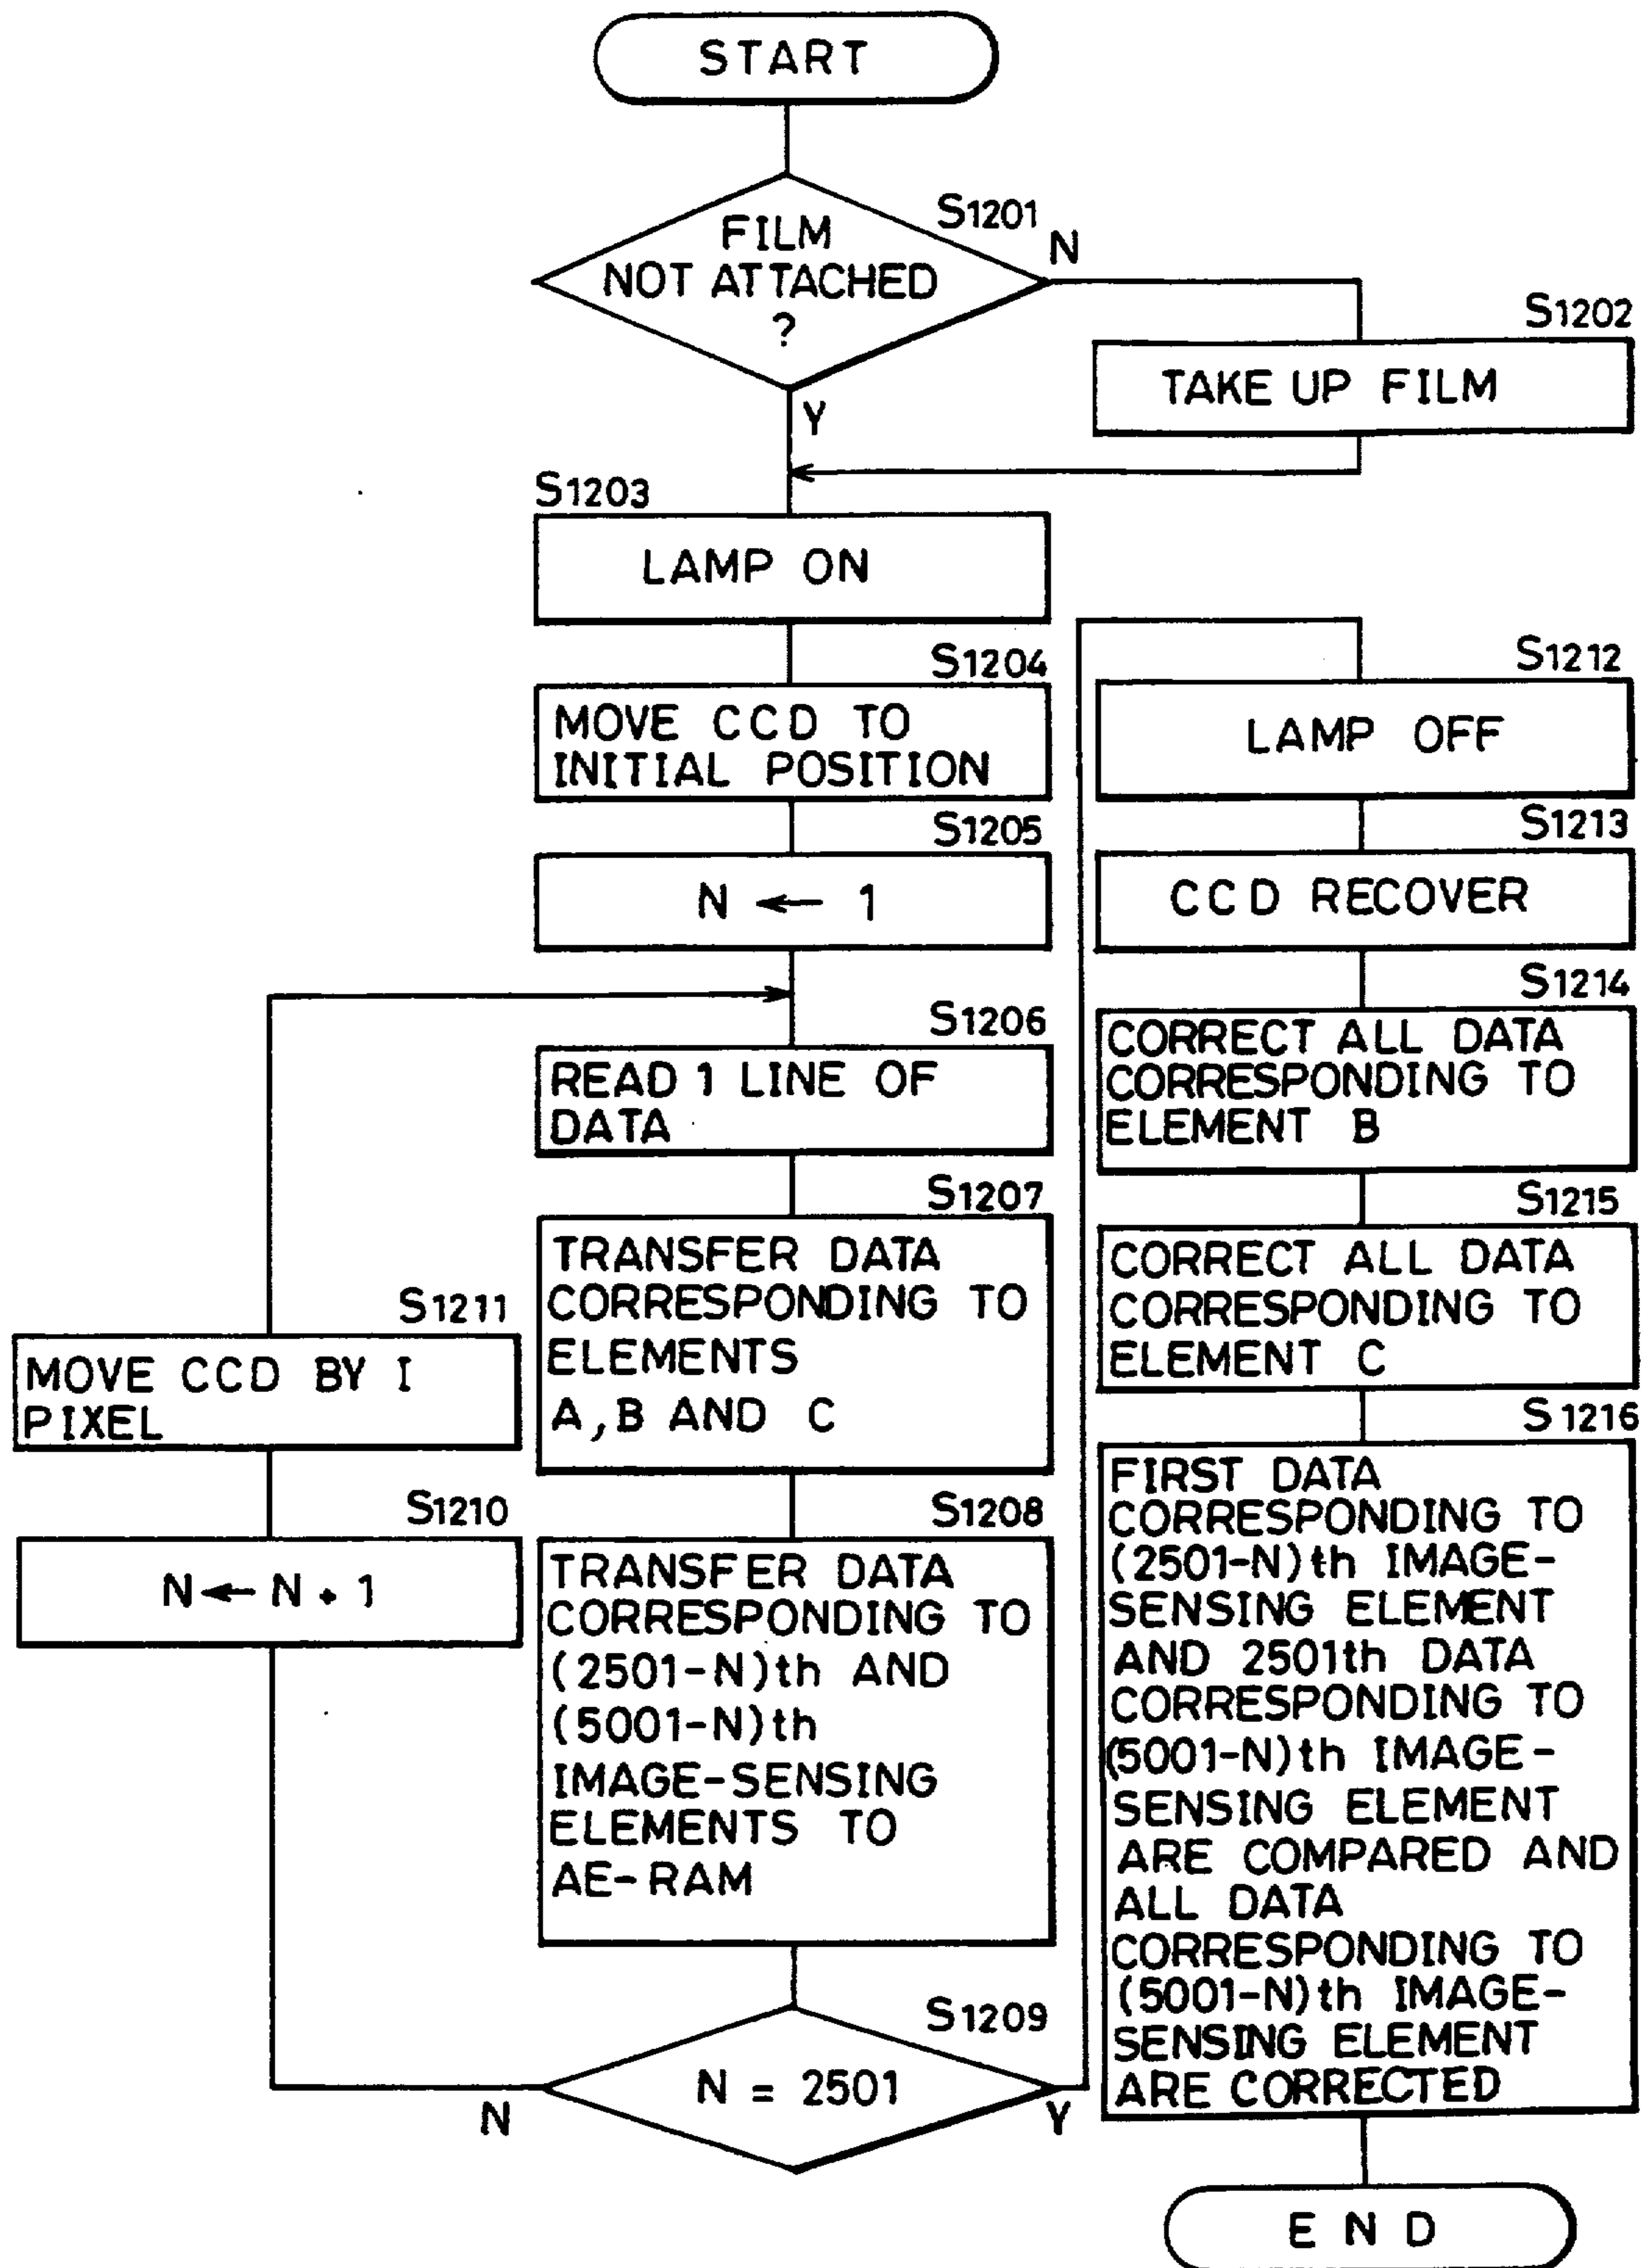 START
S1201
FILM
NOT ATTACHED
?
N
Y
S1202
TAKE UP FILM
S1203
LAMP ON
S1204
MOVE CCD TO
INITIAL POSITION
S1205
N ← 1
S1206
READ 1 LINE OF
DATA
S1207
TRANSFER DATA
CORRESPONDING TO
ELEMENTS
A,B AND C
S1208
TRANSFER DATA
CORRESPONDING TO
(2501-N)th AND
(5001-N)th
IMAGE-SENSING
ELEMENTS TO
AE-RAM
S1209
N = 2501
N
Y
S1210
N ← N + 1
S1211
MOVE CCD BY I
PIXEL
S1212
LAMP OFF
S1213
CCD RECOVER
S1214
CORRECT ALL DATA
CORRESPONDING TO
ELEMENT B
S1215
CORRECT ALL DATA
CORRESPONDING TO
ELEMENT C
S1216
FIRST DATA
CORRESPONDING TO
(2501-N)th IMAGE-
SENSING ELEMENT
AND 2501th DATA
CORRESPONDING TO
(5001-N)th IMAGE-
SENSING ELEMENT
ARE COMPARED AND
ALL DATA
CORRESPONDING TO
(5001-N)th IMAGE-
SENSING ELEMENT
ARE CORRECTED
END